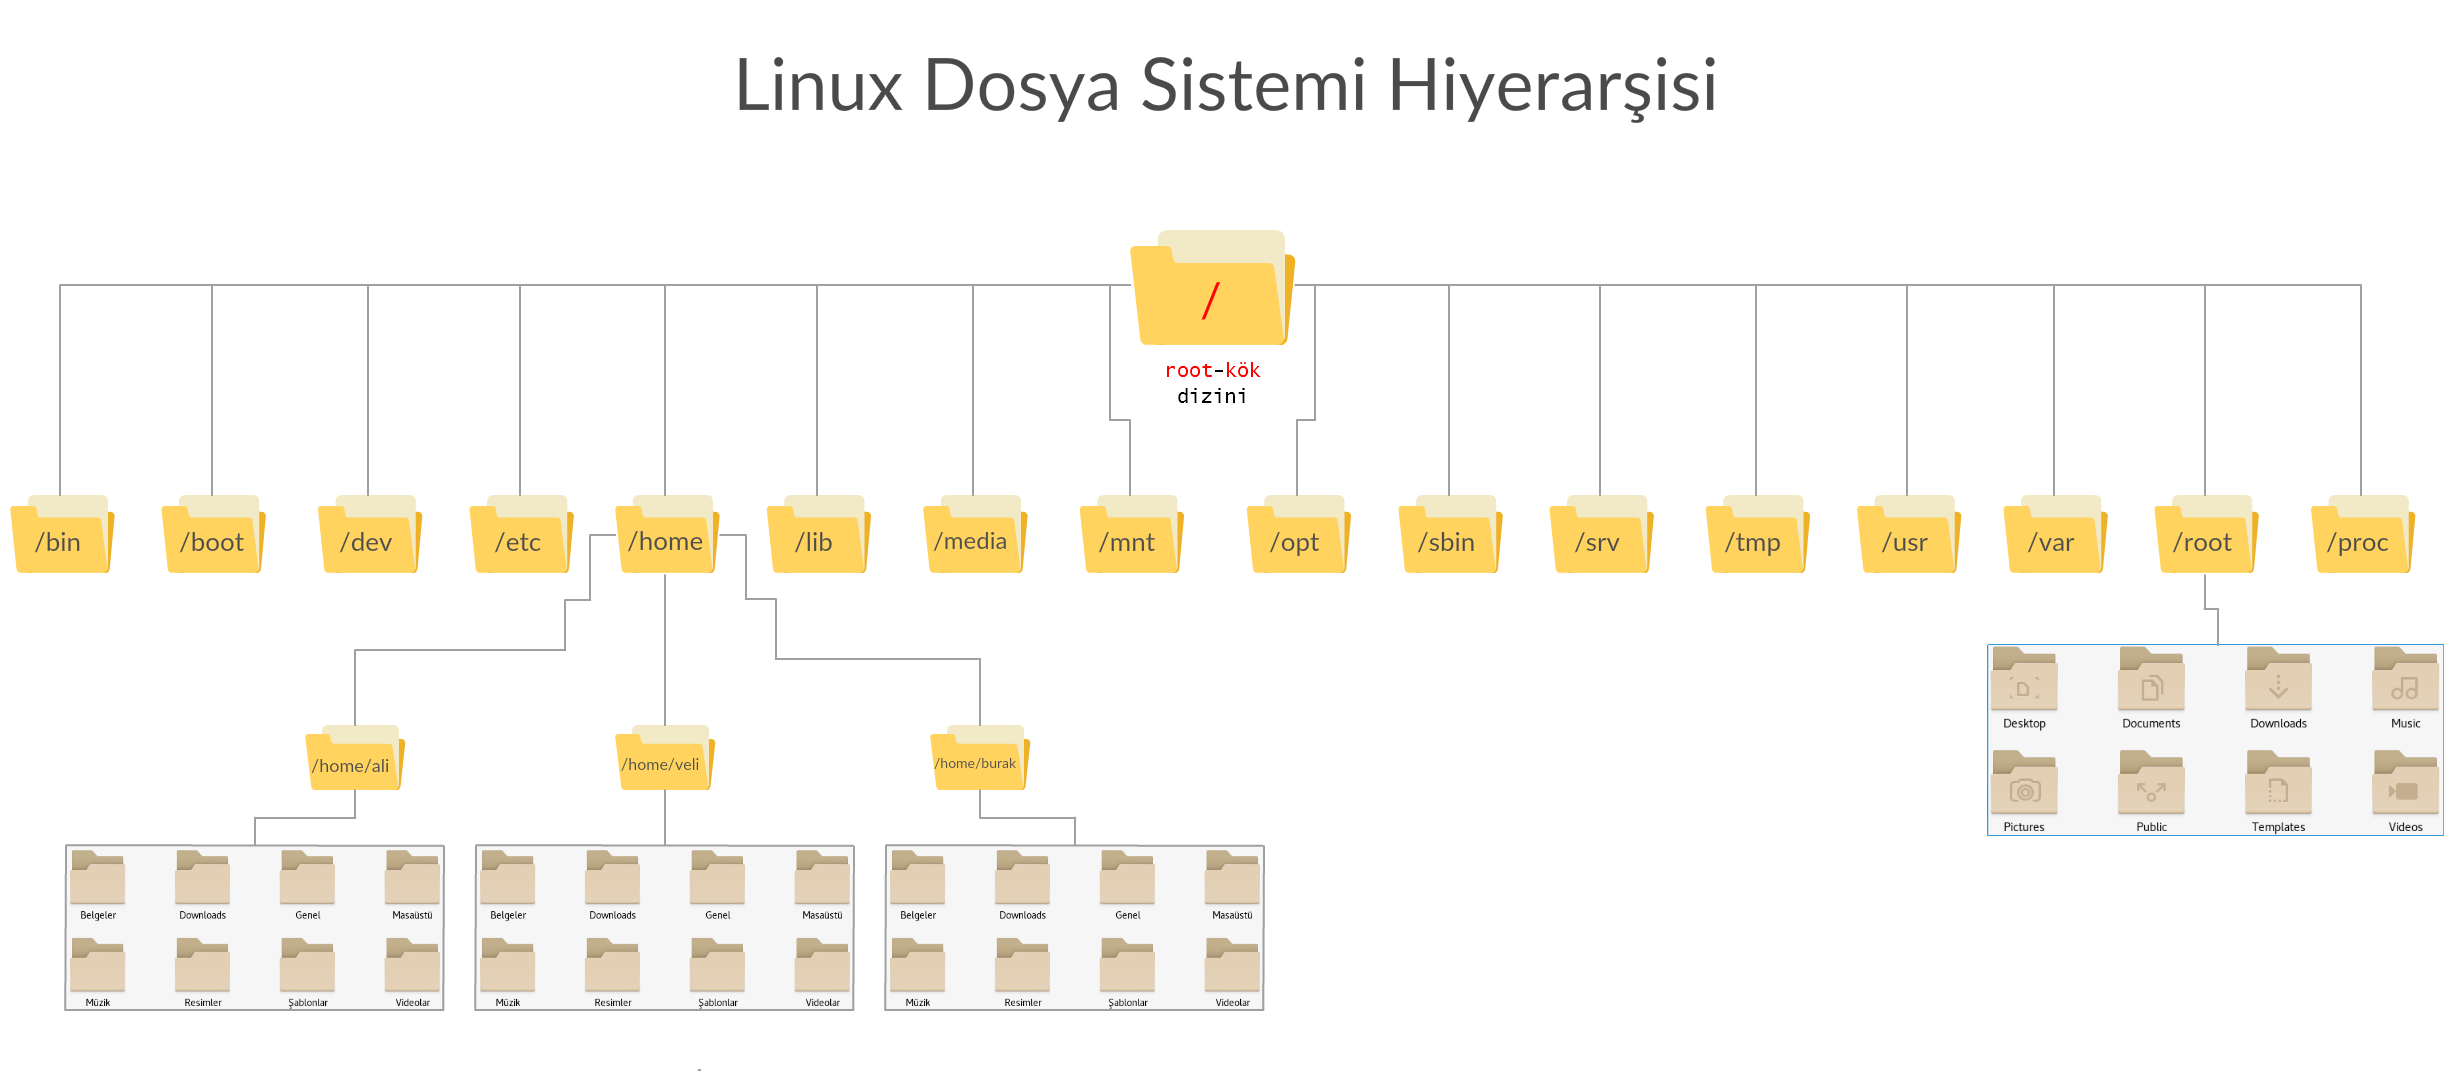 Linux Dosya Sistemi Hiyerarşisi
/
root-kök
dizini
/bin
/boot
/dev
/etc
/home
/lib
/media
/mnt
/opt
/sbin
/srv
/tmp
/usr
/var
/root
/proc
/home/ali
/home/veli
/home/burak
Desktop
Documents
Downloads
Music
Pictures
Public
Templates
Videos
Belgeler
Downloads
Genel
Masaüstü
Müzik
Resimler
Şablonlar
Videolar
Belgeler
Downloads
Genel
Masaüstü
Müzik
Resimler
Şablonlar
Videolar
Belgeler
Downloads
Genel
Masaüstü
Müzik
Resimler
Şablonlar
Videolar